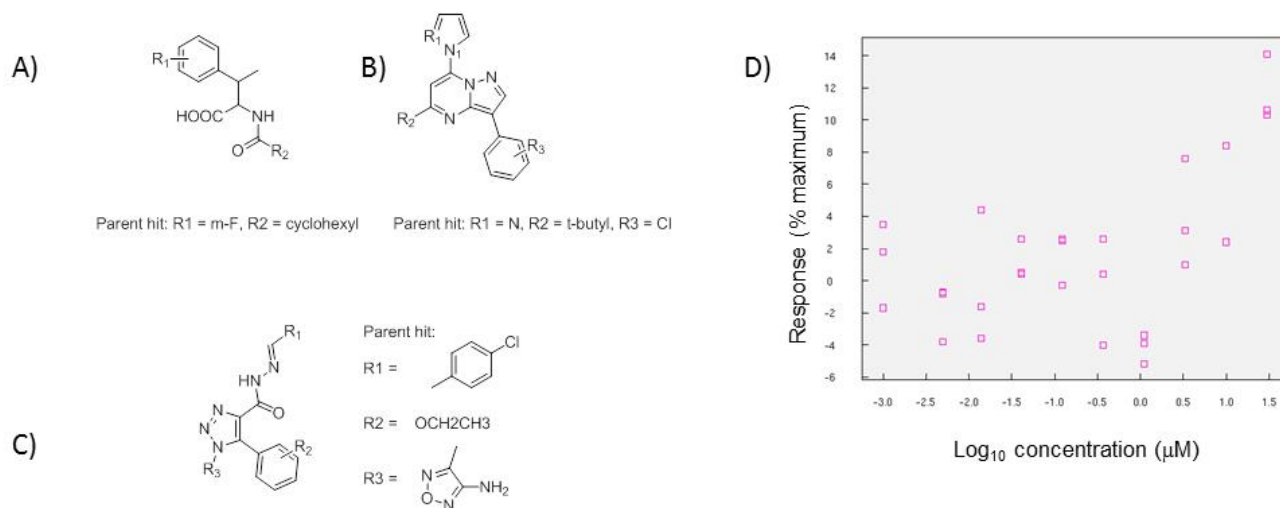 A)
R1
HOOC
NH
O
R2
Parent hit: R1 = m-F, R2 = cyclohexyl
B)
R1
N1
N
N
R2
N
R3
Parent hit: R1 = N, R2 = t-butyl, R3 = Cl
C)
R1
N
HN
N
O
N
N
R2
R3
Parent hit:
R1 =
Cl
R2 = OCH2CH3
R3 =
N
NH2
O
N
D)
Response (% maximum)
14
12
10
8
6
4
2
0
-2
-4
-6
-3.0 -2.5 -2.0 -1.5 -1.0 -0.5 0.0 0.5 1.0 1.5
Log10 concentration (μM)